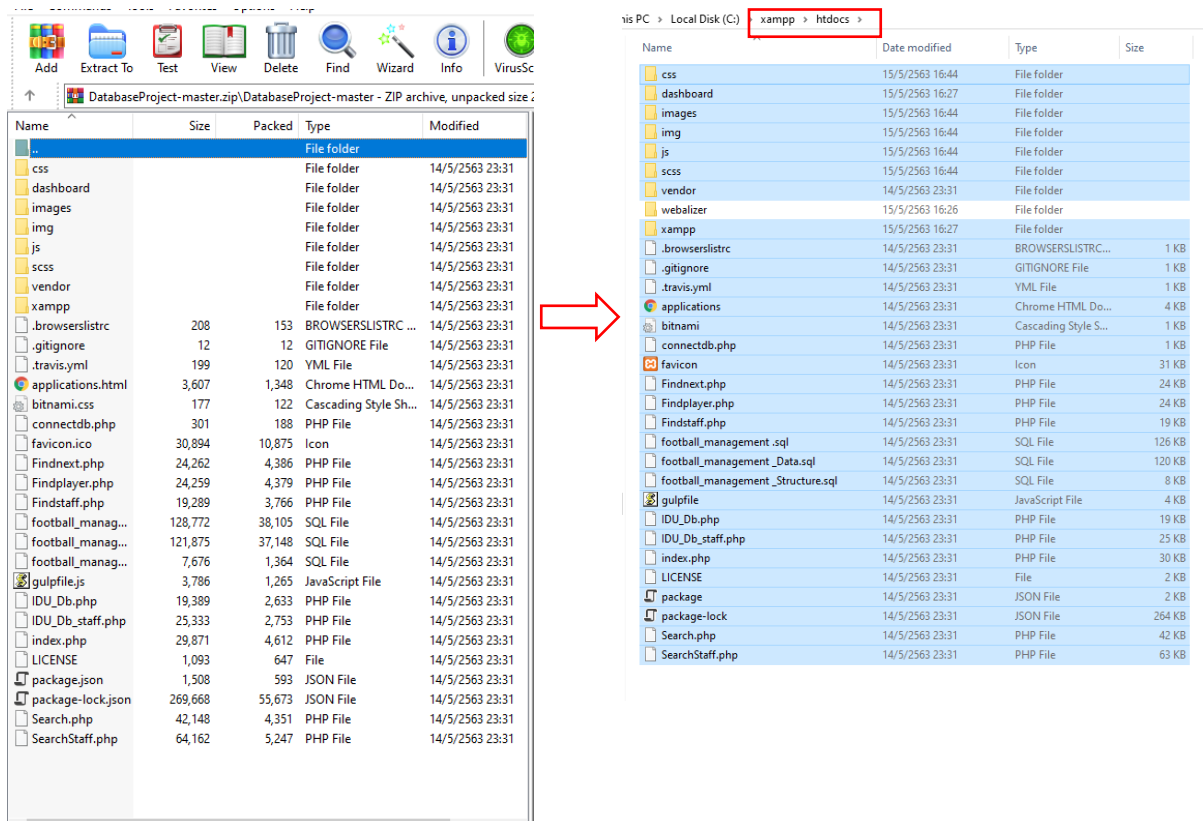 Add Extract To Test View Delete Find Wizard Info VirusSc
DatabaseProject-master.zip\DatabaseProject-master - ZIP archive, unpacked size 2
Name Size Packed Type Modified
.. File folder
css File folder 14/5/2563 23:31
dashboard File folder 14/5/2563 23:31
images File folder 14/5/2563 23:31
img File folder 14/5/2563 23:31
js File folder 14/5/2563 23:31
scss File folder 14/5/2563 23:31
vendor File folder 14/5/2563 23:31
xampp File folder 14/5/2563 23:31
.browserslistrc 208 153 BROWSERSLISTRC ... 14/5/2563 23:31
.gitignore 12 12 GITIGNORE File 14/5/2563 23:31
.travis.yml 199 120 YML File 14/5/2563 23:31
applications.html 3,607 1,348 Chrome HTML Do... 14/5/2563 23:31
bitnami.css 177 122 Cascading Style Sh... 14/5/2563 23:31
connectdb.php 301 188 PHP File 14/5/2563 23:31
favicon.ico 30,894 10,875 Icon 14/5/2563 23:31
Findnext.php 24,262 4,386 PHP File 14/5/2563 23:31
Findplayer.php 24,259 4,379 PHP File 14/5/2563 23:31
Findstaff.php 19,289 3,766 PHP File 14/5/2563 23:31
football_manag... 128,772 38,105 SQL File 14/5/2563 23:31
football_manag... 121,875 37,148 SQL File 14/5/2563 23:31
football_manag... 7,676 1,364 SQL File 14/5/2563 23:31
gulpfile.js 3,786 1,265 JavaScript File 14/5/2563 23:31
IDU_Db.php 19,389 2,633 PHP File 14/5/2563 23:31
IDU_Db_staff.php 25,333 2,753 PHP File 14/5/2563 23:31
index.php 29,871 4,612 PHP File 14/5/2563 23:31
LICENSE 1,093 647 File 14/5/2563 23:31
package.json 1,508 593 JSON File 14/5/2563 23:31
package-lock.json 269,668 55,673 JSON File 14/5/2563 23:31
Search.php 42,148 4,351 PHP File 14/5/2563 23:31
SearchStaff.php 64,162 5,247 PHP File 14/5/2563 23:31
his PC > Local Disk (C:) > xampp > htdocs >
Name Date modified Type Size
css 15/5/2563 16:44 File folder
dashboard 15/5/2563 16:27 File folder
images 15/5/2563 16:44 File folder
img 15/5/2563 16:44 File folder
js 15/5/2563 16:44 File folder
scss 15/5/2563 16:44 File folder
vendor 14/5/2563 23:31 File folder
webalizer 15/5/2563 16:26 File folder
xampp 15/5/2563 16:27 File folder
.browserslistrc 14/5/2563 23:31 BROWSERSLISTRC... 1 KB
.gitignore 14/5/2563 23:31 GITIGNORE File 1 KB
.travis.yml 14/5/2563 23:31 YML File 1 KB
applications 14/5/2563 23:31 Chrome HTML Do... 4 KB
bitnami 14/5/2563 23:31 Cascading Style S... 1 KB
connectdb.php 14/5/2563 23:31 PHP File 1 KB
favicon 14/5/2563 23:31 Icon 31 KB
Findnext.php 14/5/2563 23:31 PHP File 24 KB
Findplayer.php 14/5/2563 23:31 PHP File 24 KB
Findstaff.php 14/5/2563 23:31 PHP File 19 KB
football_management .sql 14/5/2563 23:31 SQL File 126 KB
football_management _Data.sql 14/5/2563 23:31 SQL File 120 KB
football_management _Structure.sql 14/5/2563 23:31 SQL File 8 KB
gulpfile 14/5/2563 23:31 JavaScript File 4 KB
IDU_Db.php 14/5/2563 23:31 PHP File 19 KB
IDU_Db_staff.php 14/5/2563 23:31 PHP File 25 KB
index.php 14/5/2563 23:31 PHP File 30 KB
LICENSE 14/5/2563 23:31 File 2 KB
package 14/5/2563 23:31 JSON File 2 KB
package-lock 14/5/2563 23:31 JSON File 264 KB
Search.php 14/5/2563 23:31 PHP File 42 KB
SearchStaff.php 14/5/2563 23:31 PHP File 63 KB